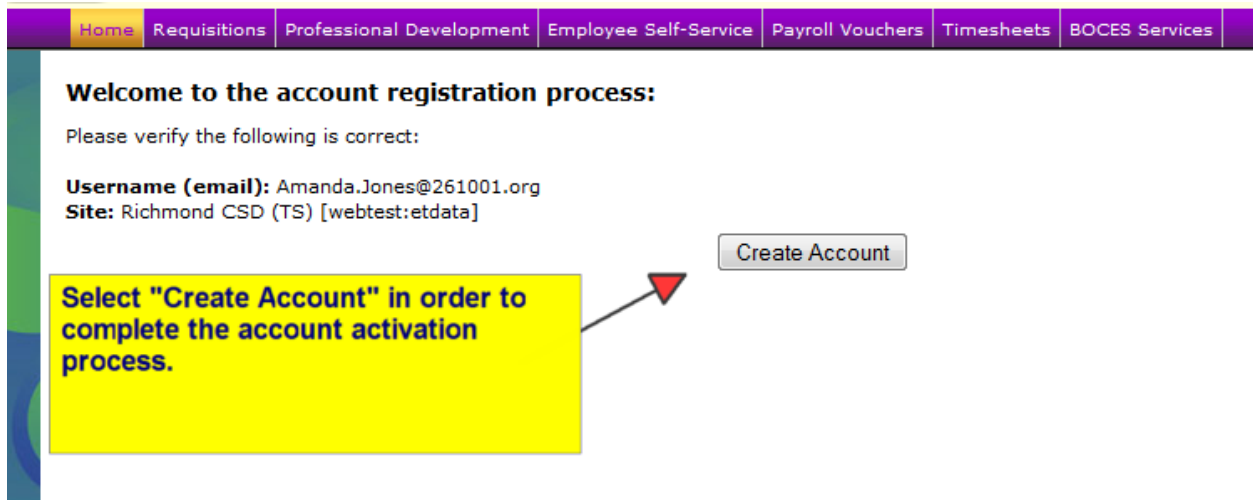 Home Requisitions Professional Development Employee Self-Service Payroll Vouchers Timesheets BOCES Services
Welcome to the account registration process:
Please verify the following is correct:
Username (email): Amanda.Jones@261001.org
Site: Richmond CSD (TS) [webtest:etdata]
Create Account
Select "Create Account" in order to
complete the account activation
process.